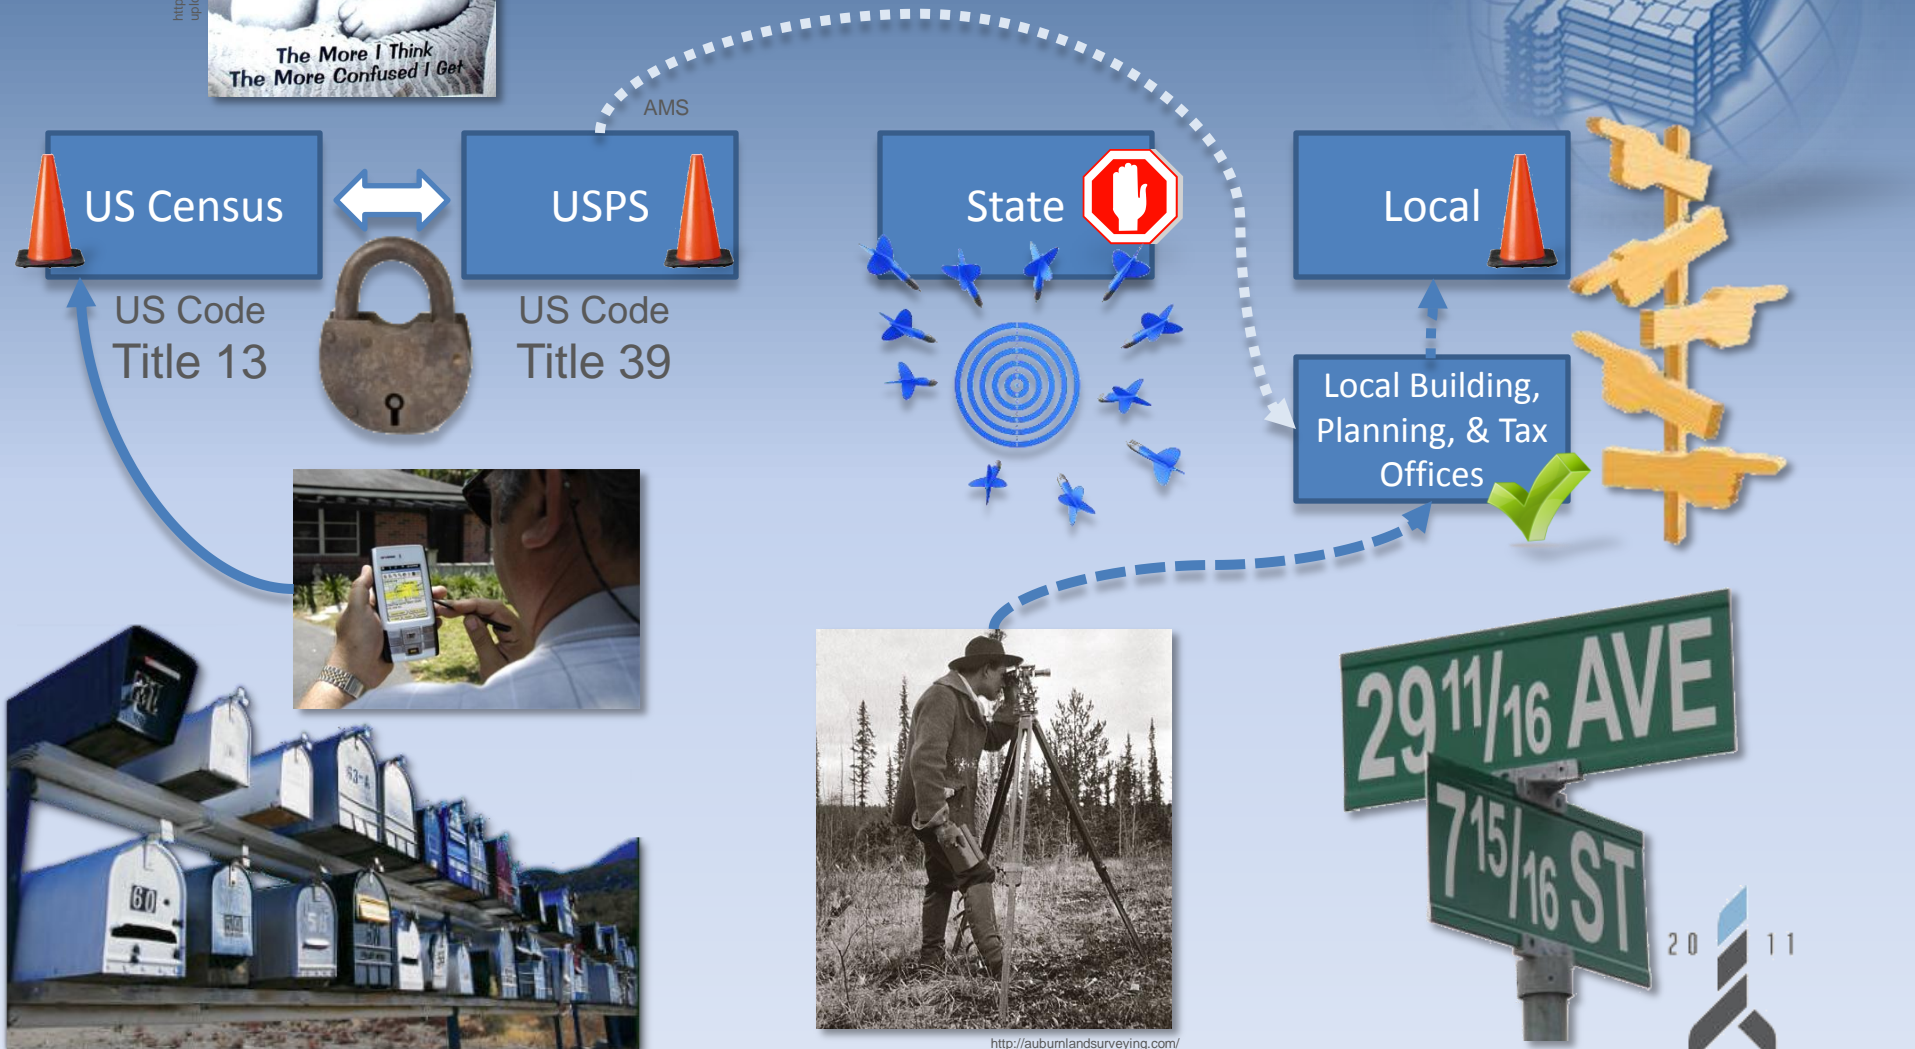 The More I Think
The More Confused I Get
AMS
US Census
USPS
State
Local
US Code
Title 13
US Code
Title 39
Local Building,
Planning, & Tax
Offices
63-A
60
29 11/16 AVE
7 15/16 ST
20 11
http://auburnlandsurveying.com/